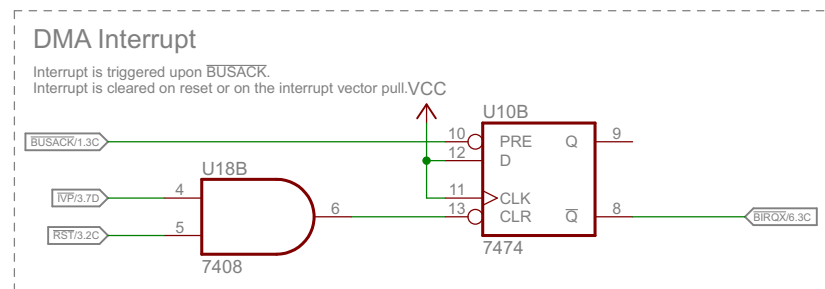 DMA Interrupt
Interrupt is triggered upon BUSACK.
Interrupt is cleared on reset or on the interrupt vector pull.
VCC
U10B
BUSACK/1.3C
10
PRE
Q
9
12
D
U18B
IVP/3.7D
4
11
CLK
6
13
CLR
Q
8
BIRQX/6.3C
RST/3.2C
5
7408
7474